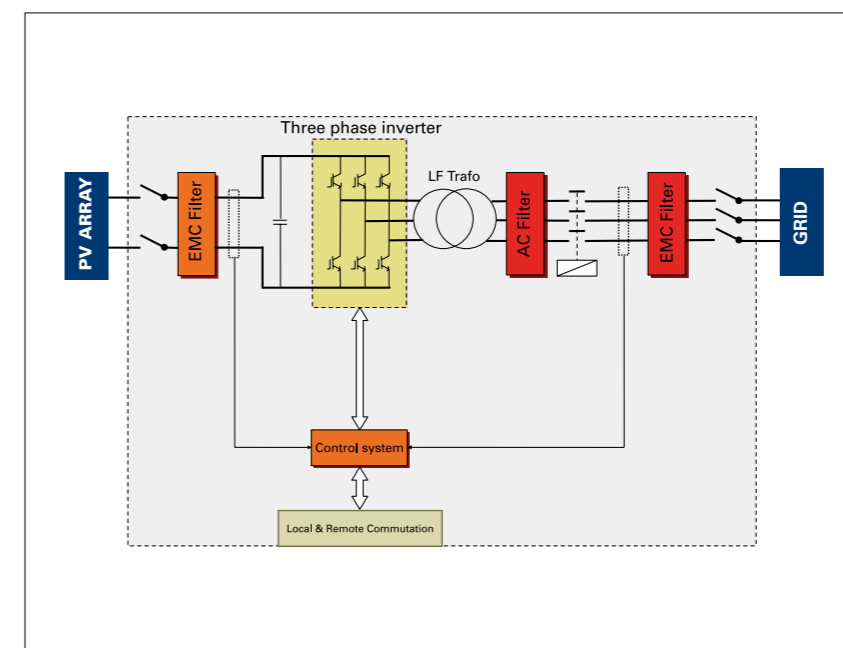 Three phase inverter
PV ARRAY
EMC Filter
LF Trafo
AC Filter
EMC Filter
GRID
Control system
Local & Remote Commutation